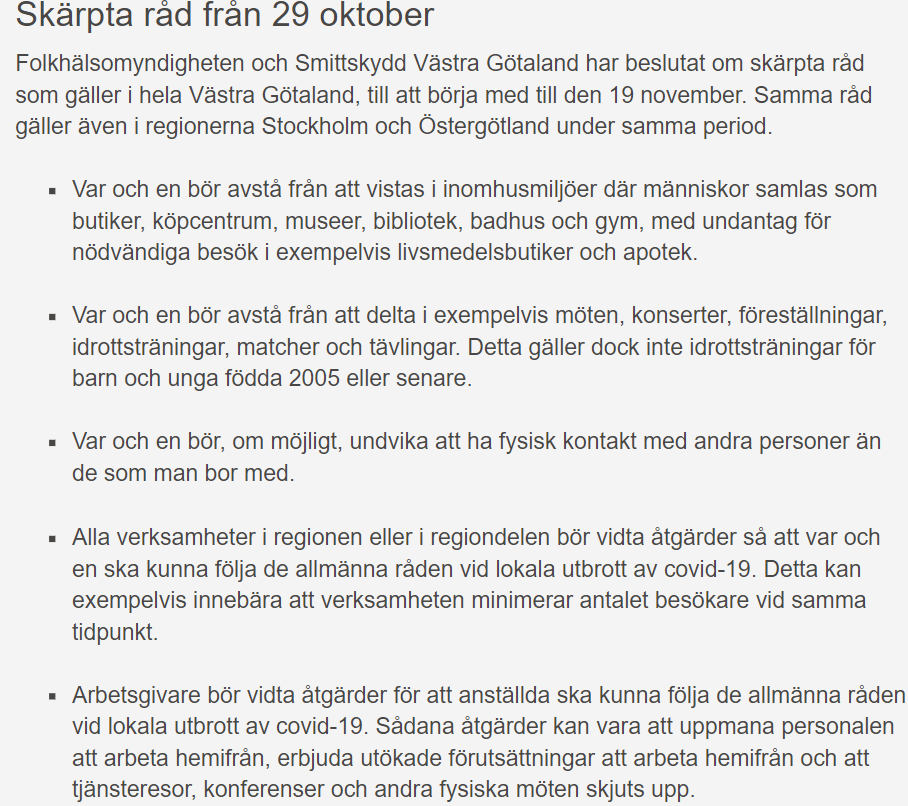 Skärpta råd från 29 oktober
Folkhälsomyndigheten och Smittskydd Västra Götaland har beslutat om skärpta råd
som gäller i hela Västra Götaland, till att börja med till den 19 november. Samma råd
gäller även i regionerna Stockholm och Östergötland under samma period.
▪ Var och en bör avstå från att vistas i inomhusmiljöer där människor samlas som
butiker, köpcentrum, museer, bibliotek, badhus och gym, med undantag för
nödvändiga besök i exempelvis livsmedelsbutiker och apotek.
▪ Var och en bör avstå från att delta i exempelvis möten, konserter, föreställningar,
idrottsträningar, matcher och tävlingar. Detta gäller dock inte idrottsträningar för
barn och unga födda 2005 eller senare.
▪ Var och en bör, om möjligt, undvika att ha fysisk kontakt med andra personer än
de som man bor med.
▪ Alla verksamheter i regionen eller i regiondelen bör vidta åtgärder så att var och
en ska kunna följa de allmänna råden vid lokala utbrott av covid-19. Detta kan
exempelvis innebära att verksamheten minimerar antalet besökare vid samma
tidpunkt.
▪ Arbetsgivare bör vidta åtgärder för att anställda ska kunna följa de allmänna råden
vid lokala utbrott av covid-19. Sådana åtgärder kan vara att uppmana personalen
att arbeta hemifrån, erbjuda utökade förutsättningar att arbeta hemifrån och att
tjänsteresor, konferenser och andra fysiska möten skjuts upp.